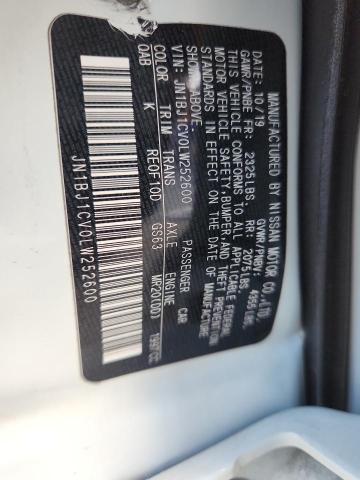 MANUFACTURED BY NISSAN MOTOR CO.,LTD.
10/19 GVWR/PNBV: 4355 LBS.
GAWR/PNBE FR: 2325 LBS. RR: 2075 LBS.
THIS VEHICLE CONFORMS TO ALL APPLICABLE FEDERAL
MOTOR VEHICLE SAFETY, BUMPER, AND THEFT PREVENTION
STANDARDS IN EFFECT ON THE DATE OF MANUFACTURE
SHOWN ABOVE.
VIN: JN1BJ1CV0LW252600 PASSENGER CAR
COLOR TRIM TRANS AXLE ENGINE
QAB K RE0F10D GS63 MR20(DD) 1997CC
JN1BJ1CV0LW252600